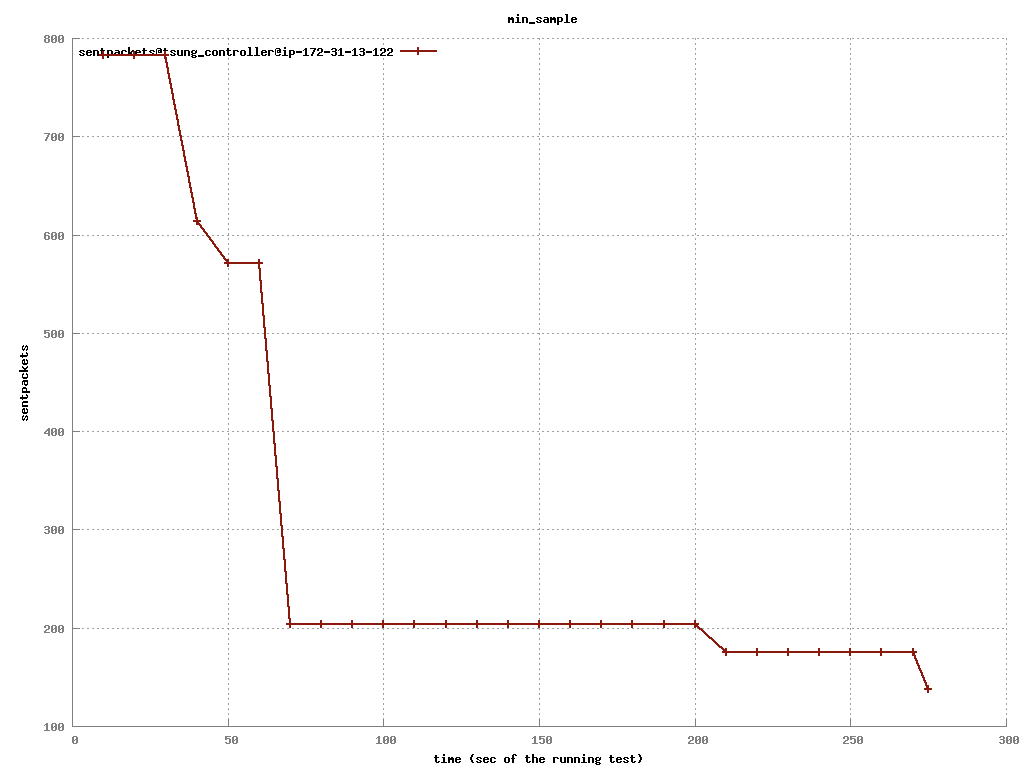 min_sample
sentpackets@tsung_controller@ip-172-31-13-122
800
700
600
500
400
300
200
100
sentpackets
0 50 100 150 200 250 300
time (sec of the running test)